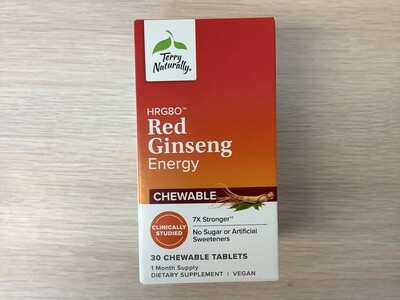 Terry
Naturally®
HRG80™
Red
Ginseng
Energy
CHEWABLE
CLINICALLY
STUDIED
7X Stronger**
No Sugar or Artificial
Sweeteners
30 CHEWABLE TABLETS
1 Month Supply
DIETARY SUPPLEMENT | VEGAN